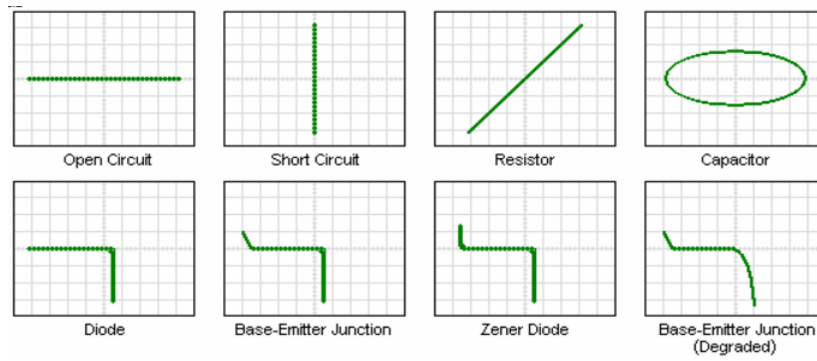 Open Circuit
Short Circuit
Resistor
Capacitor
Diode
Base-Emitter Junction
Zener Diode
Base-Emitter Junction
(Degraded)